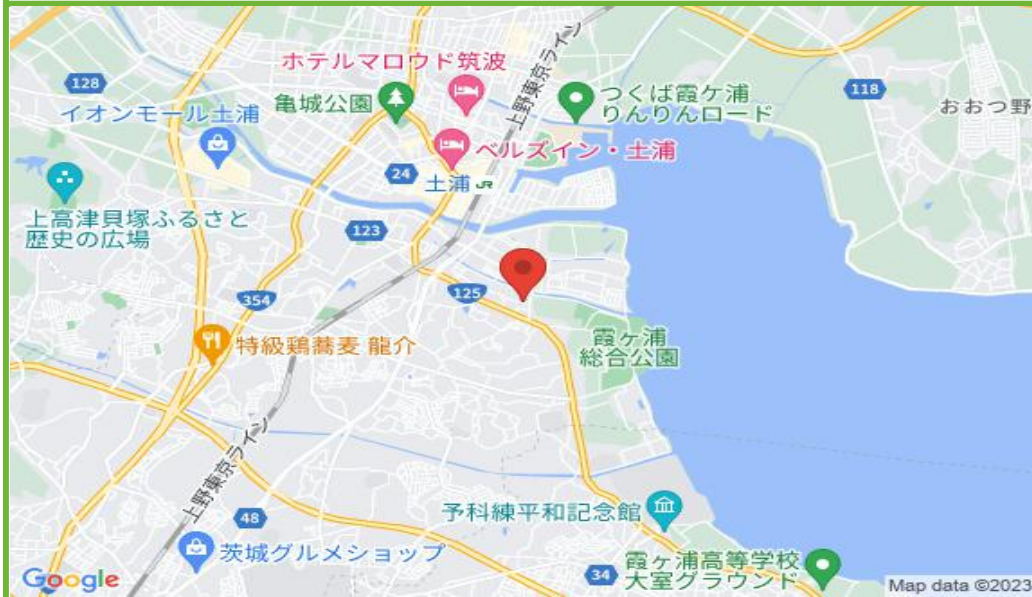 ホテルマロウド筑波
上野東京ライン
128
亀城公園
つくば霞ケ浦
りんりんロード
118
おおつ野
イオンモール土浦
ベルズイン・土浦
24
土浦 JR
上高津貝塚ふるさと
歴史の広場
123
125
354
特級鶏蕎麦 龍介
霞ヶ浦
総合公園
上野東京ライン
予科練平和記念館
48
茨城グルメショップ
34
霞ヶ浦高等学校
大室グラウンド
Google
Map data ©2023